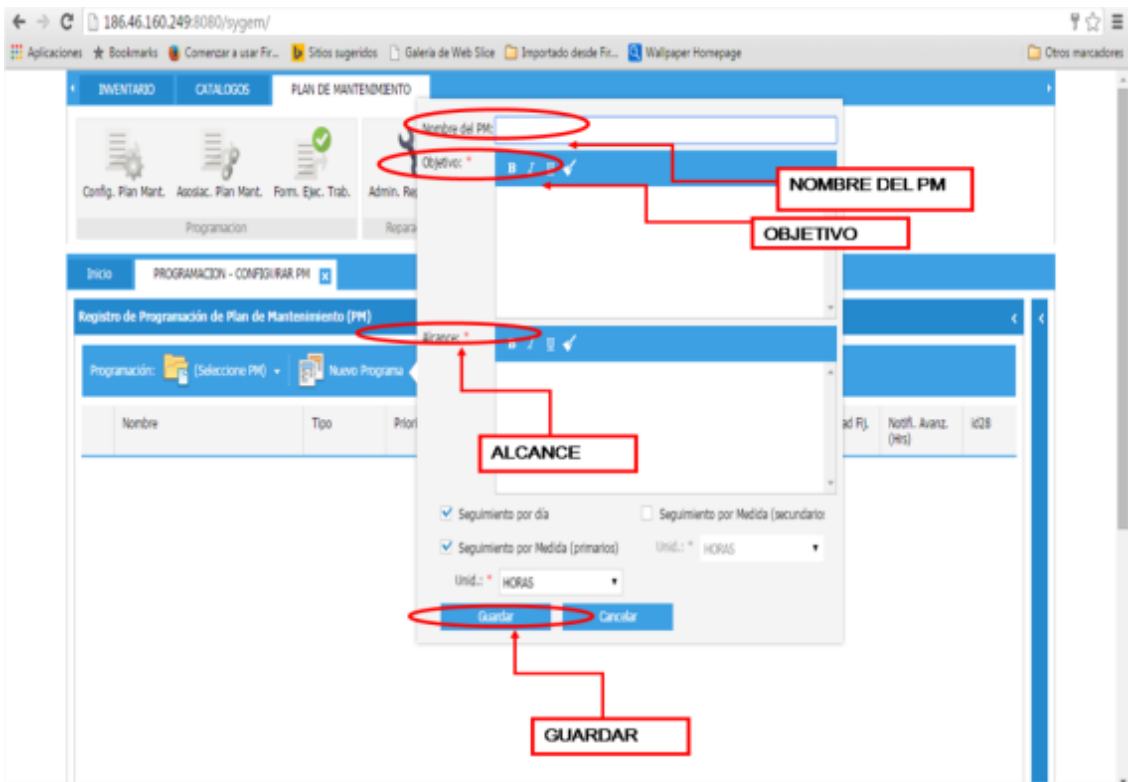 186.46.160.249:8080/sygem/
Aplicaciones Bookmarks Comenzar a usar Fir... Sitios sugeridos Galería de Web Slice Importado desde Fir... Wallpaper Homepage Otros marcadores
INVENTARIO CATALOGOS PLAN DE MANTENIMIENTO
Nombre del PM:
Objetivo: * B I U
NOMBRE DEL PM
Config. Plan Mant. Asosiac. Plan Mant. Form. Ejec. Trab. Admin. Rep
Programacion Repara
OBJETIVO
Inicio PROGRAMACION - CONFIGURAR PM
Registro de Programación de Plan de Mantenimiento (PM)
Alcance: * B I U
Programación: (Seleccione PM) Nuevo Programa
Nombre Tipo Priori ad Fij. Notifi. Avanz. (Hrs) id28
ALCANCE
Seguimiento por día Seguimiento por Medida (secundario:
Seguimiento por Medida (primarios) Unid.: * HORAS
Unid.: * HORAS
Guardar Cancelar
GUARDAR